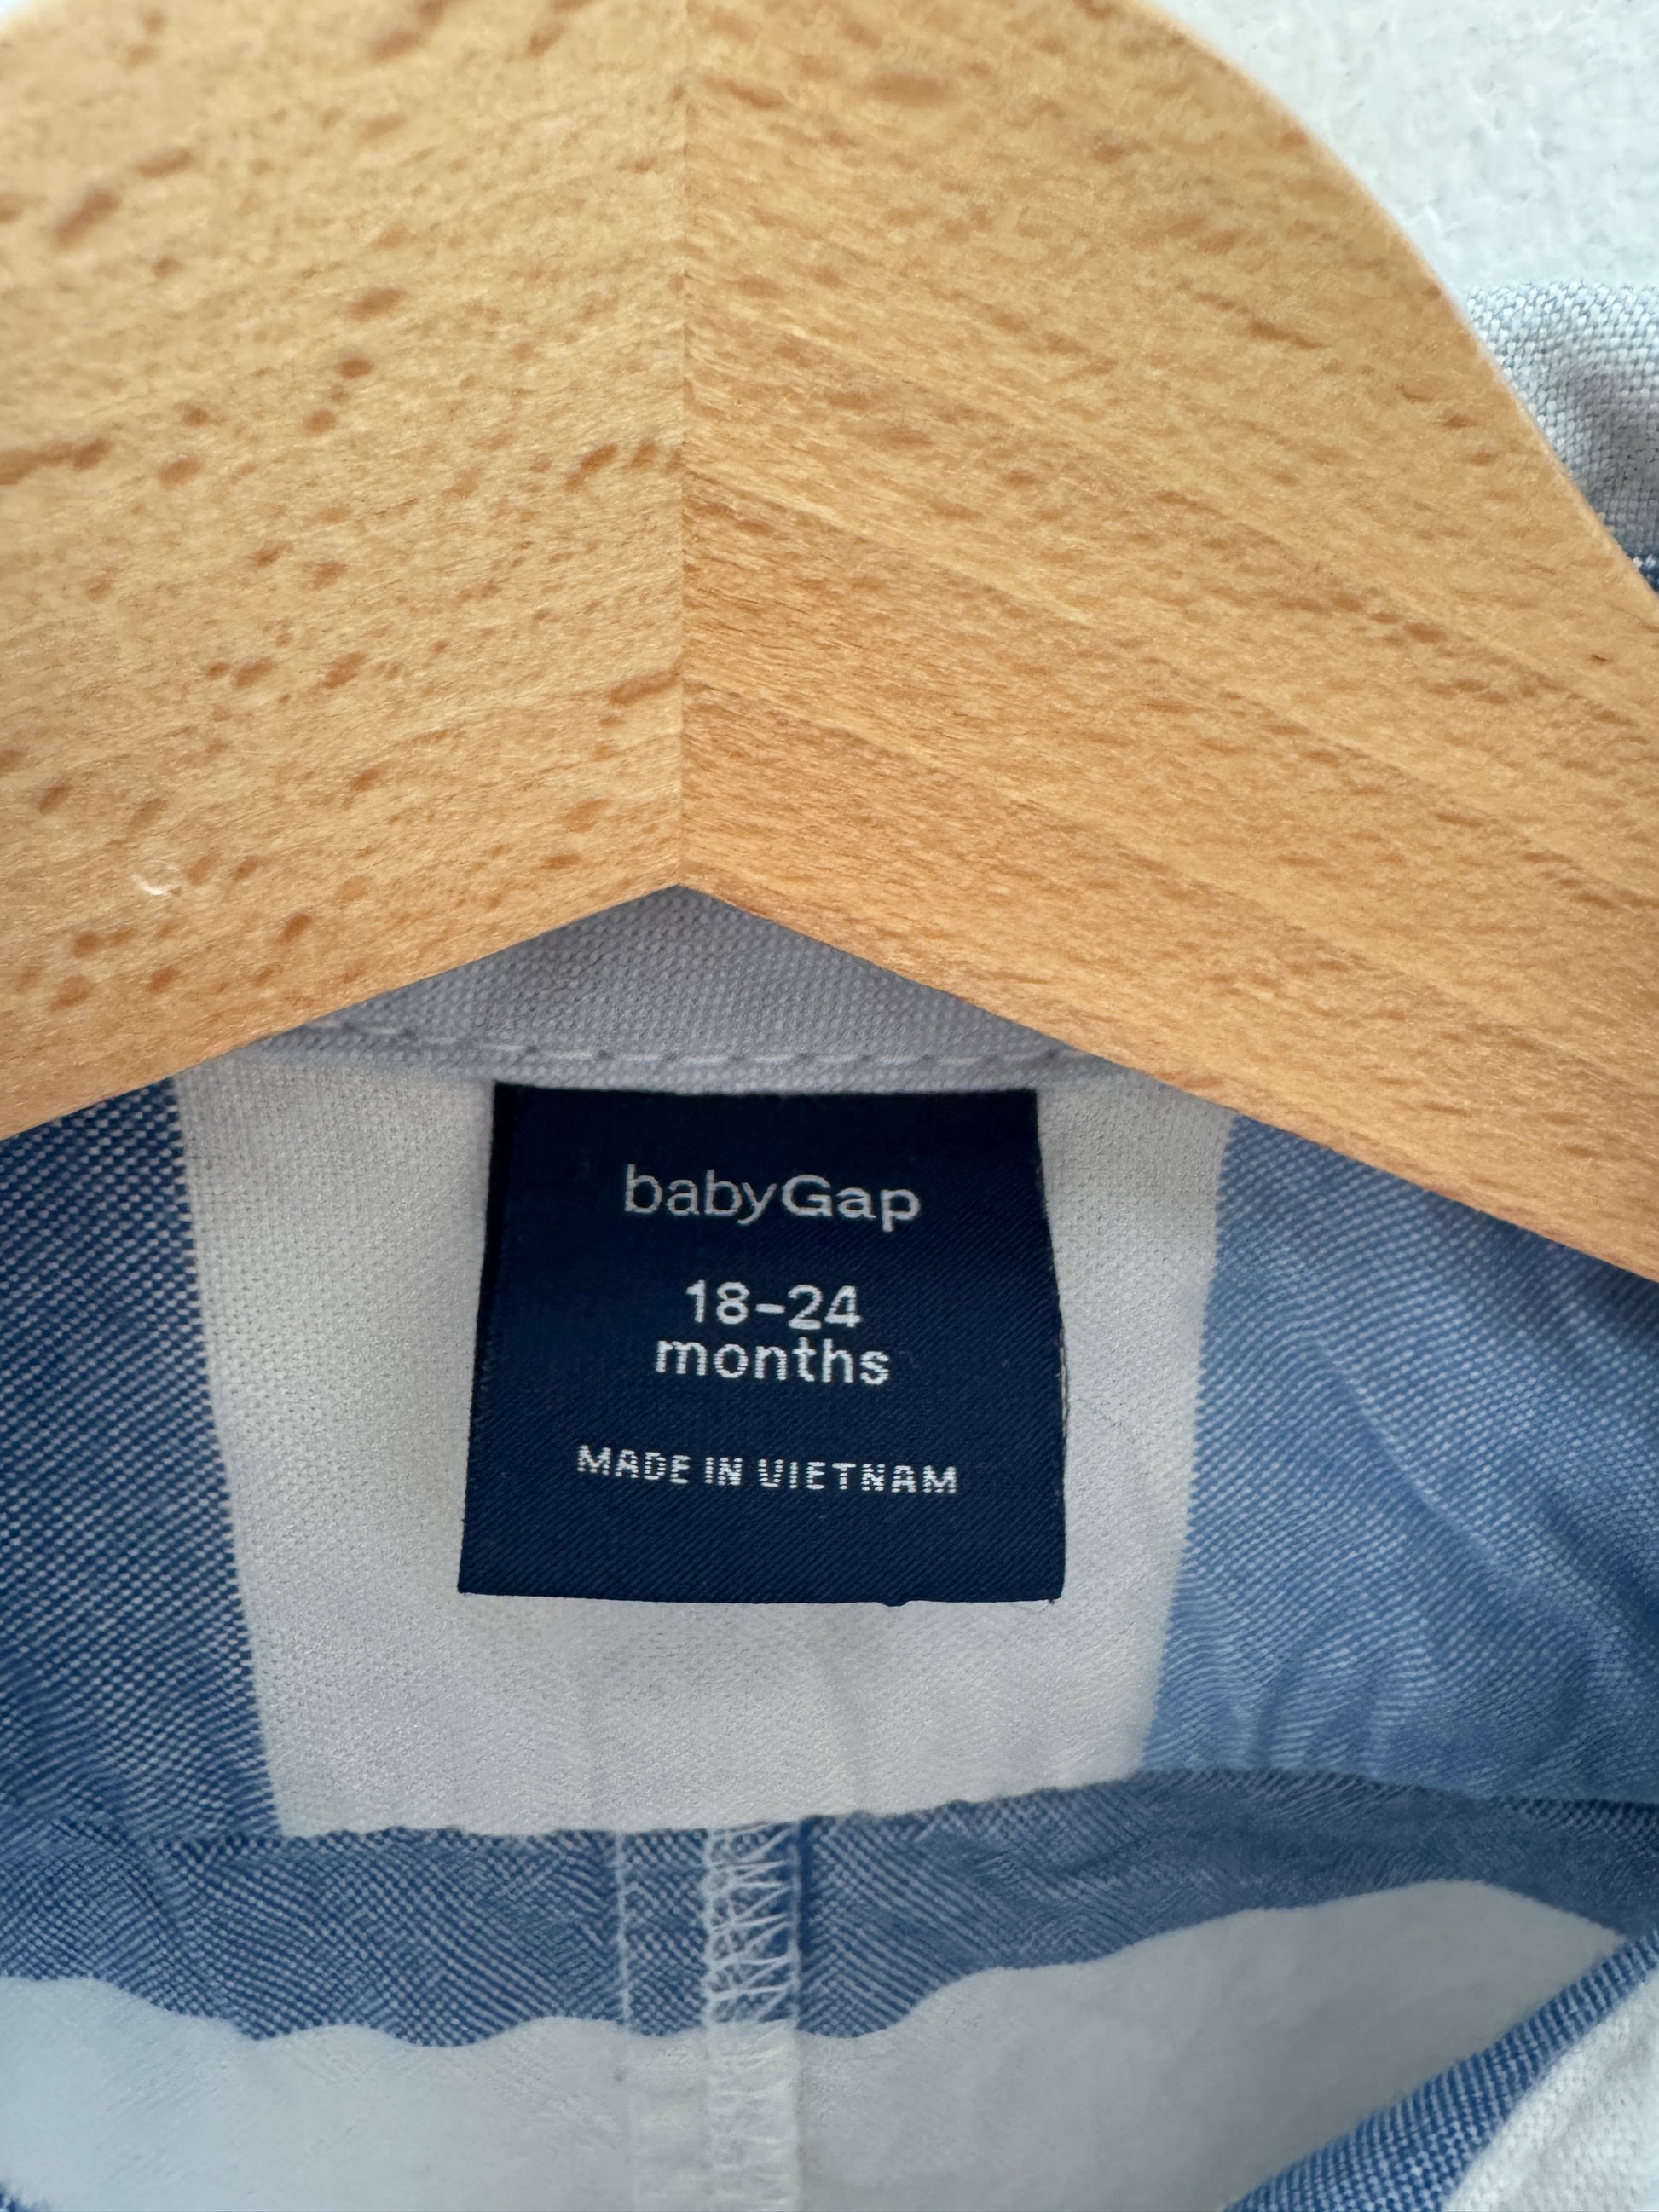 babyGap
18-24
months
MADE IN VIETNAM